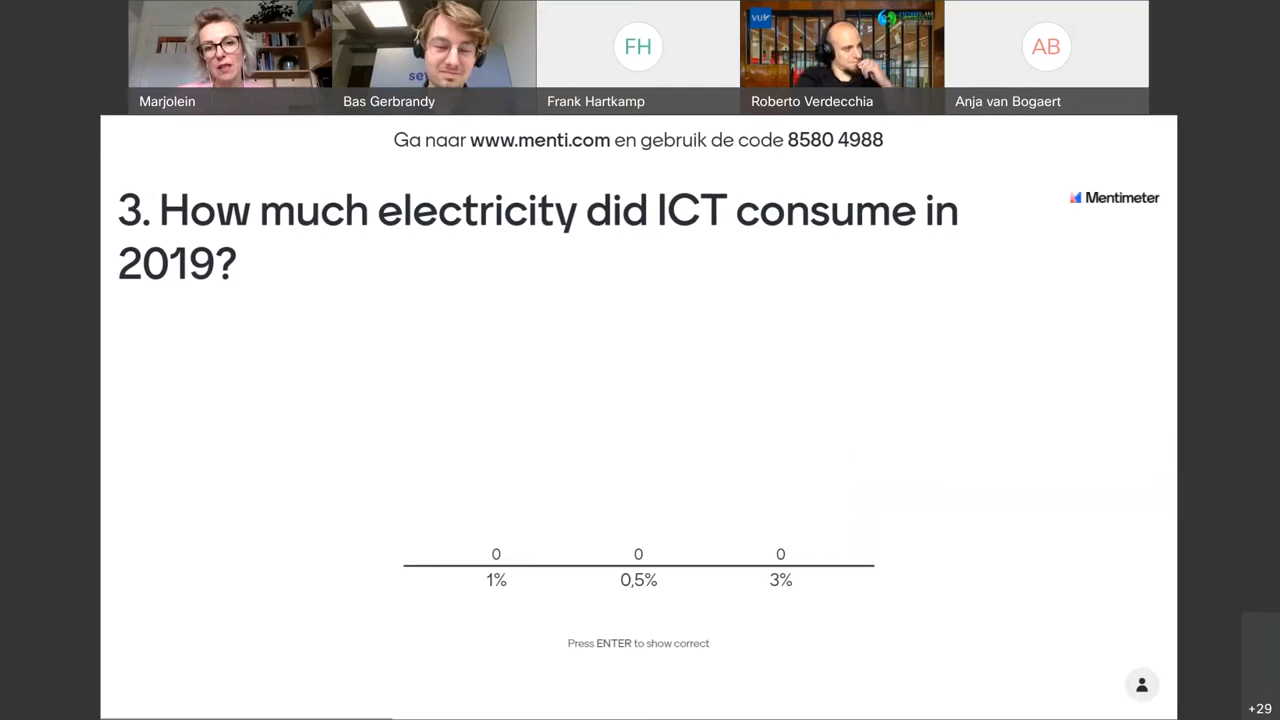 FH
VU
AB
se
Marjolein
Bas Gerbrandy
Frank Hartkamp
Roberto Verdecchia
Anja van Bogaert
Ga naar www.menti.com en gebruik de code 8580 4988
3. How much electricity did ICT consume in
2019?
Mentimeter
0
0
0
1%
0,5%
3%
Press ENTER to show correct
+29